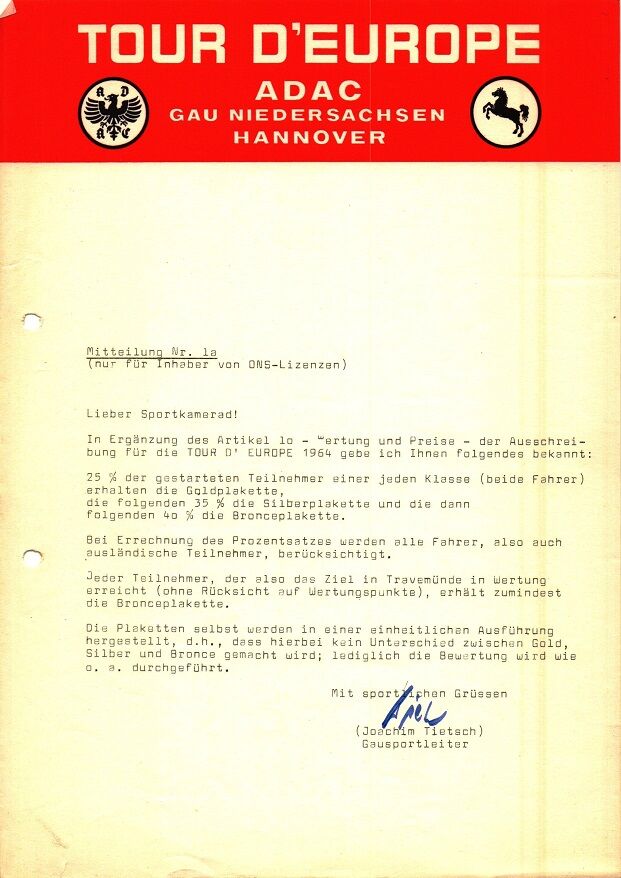 TOUR D'EUROPE
ADAC
GAU NIEDERSACHSEN
HANNOVER
A D
A C
Mitteilung Nr. 1a
(nur für Inhaber von ONS-Lizenzen)
Lieber Sportkamerad!
In Ergänzung des Artikel lo - Wertung und Preise - der Ausschrei-
bung für die TOUR D' EUROPE 1964 gebe ich Ihnen folgendes bekannt:
25 % der gestarteten Teilnehmer einer jeden Klasse (beide Fahrer)
erhalten die Goldplakette,
die folgenden 35 % die Silberplakette und die dann
folgenden 4o % die Bronceplakette.
Bei Errechnung des Prozentsatzes werden alle Fahrer, also auch
ausländische Teilnehmer, berücksichtigt.
Jeder Teilnehmer, der also das Ziel in Travemünde in Wertung
erreicht (ohne Rücksicht auf Wertungspunkte), erhält zumindest
die Bronceplakette.
Die Plaketten selbst werden in einer einheitlichen Ausführung
hergestellt, d.h., dass hierbei kein Unterschied zwischen Gold,
Silber und Bronce gemacht wird; lediglich die Bewertung wird wie
o. a. durchgeführt.
Mit sportlichen Grüssen
(Joachim Tietsch)
Gausportleiter